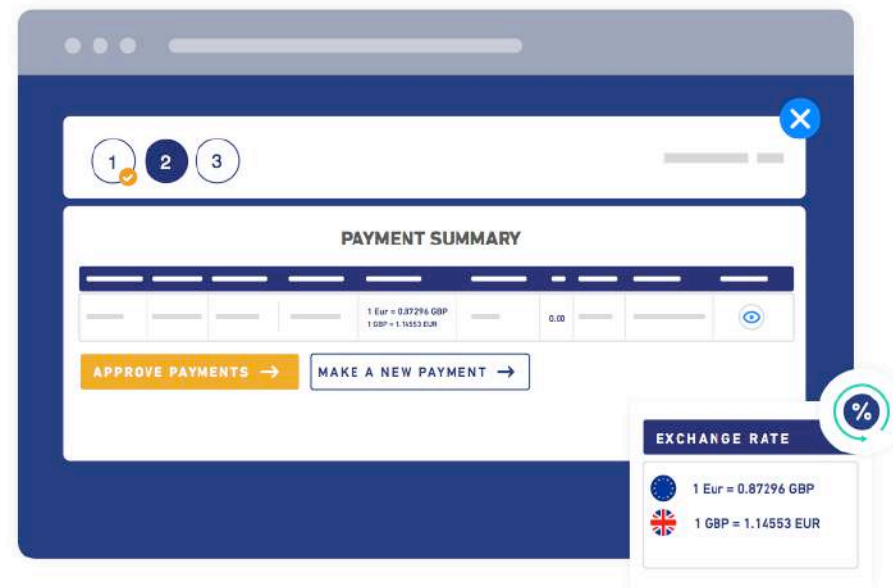 1
2
3
PAYMENT SUMMARY
1 Eur = 0.87296 GBP
1 GBP = 1.14553 EUR
0.00
APPROVE PAYMENTS →
MAKE A NEW PAYMENT →
%
EXCHANGE RATE
1 Eur = 0.87296 GBP
1 GBP = 1.14553 EUR